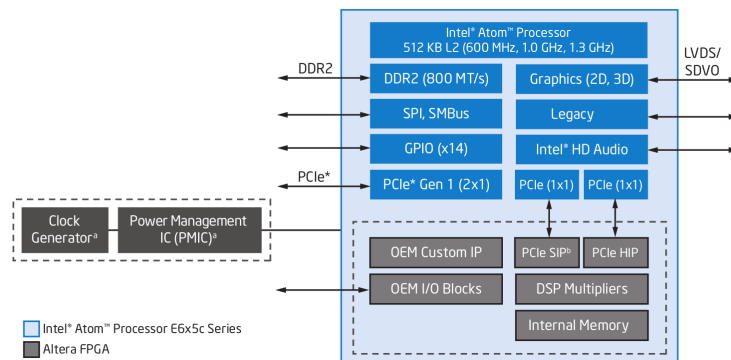 Intel® Atom™ Processor
512 KB L2 (600 MHz, 1.0 GHz, 1.3 GHz)
LVDS/
SDVO
DDR2
DDR2 (800 MT/s)
Graphics (2D, 3D)
SPI, SMBus
Legacy
GPIO (x14)
Intel® HD Audio
PCIe*
PCIe* Gen 1 (2x1)
PCIe (1x1)
PCIe (1x1)
Clock
Generatorᵃ
Power Management
IC (PMIC)ᵃ
OEM Custom IP
PCIe SIPᵇ
PCIe HIP
OEM I/O Blocks
DSP Multipliers
Internal Memory
Intel® Atom™ Processor E6x5c Series
Altera FPGA